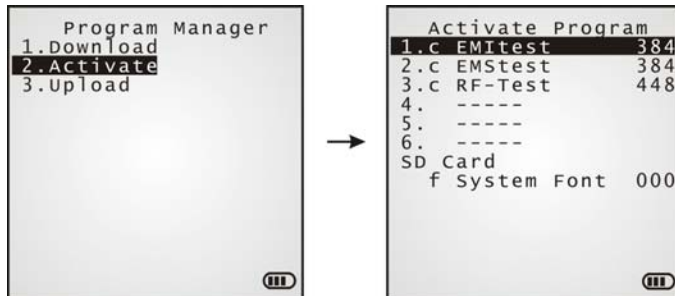 Program Manager
1.Download
2.Activate
3.Upload
Activate Program
1.c EMItest 384
2.c EMStest 384
3.c RF-Test 448
4. -----
5. -----
6. -----
SD Card
f System Font 000